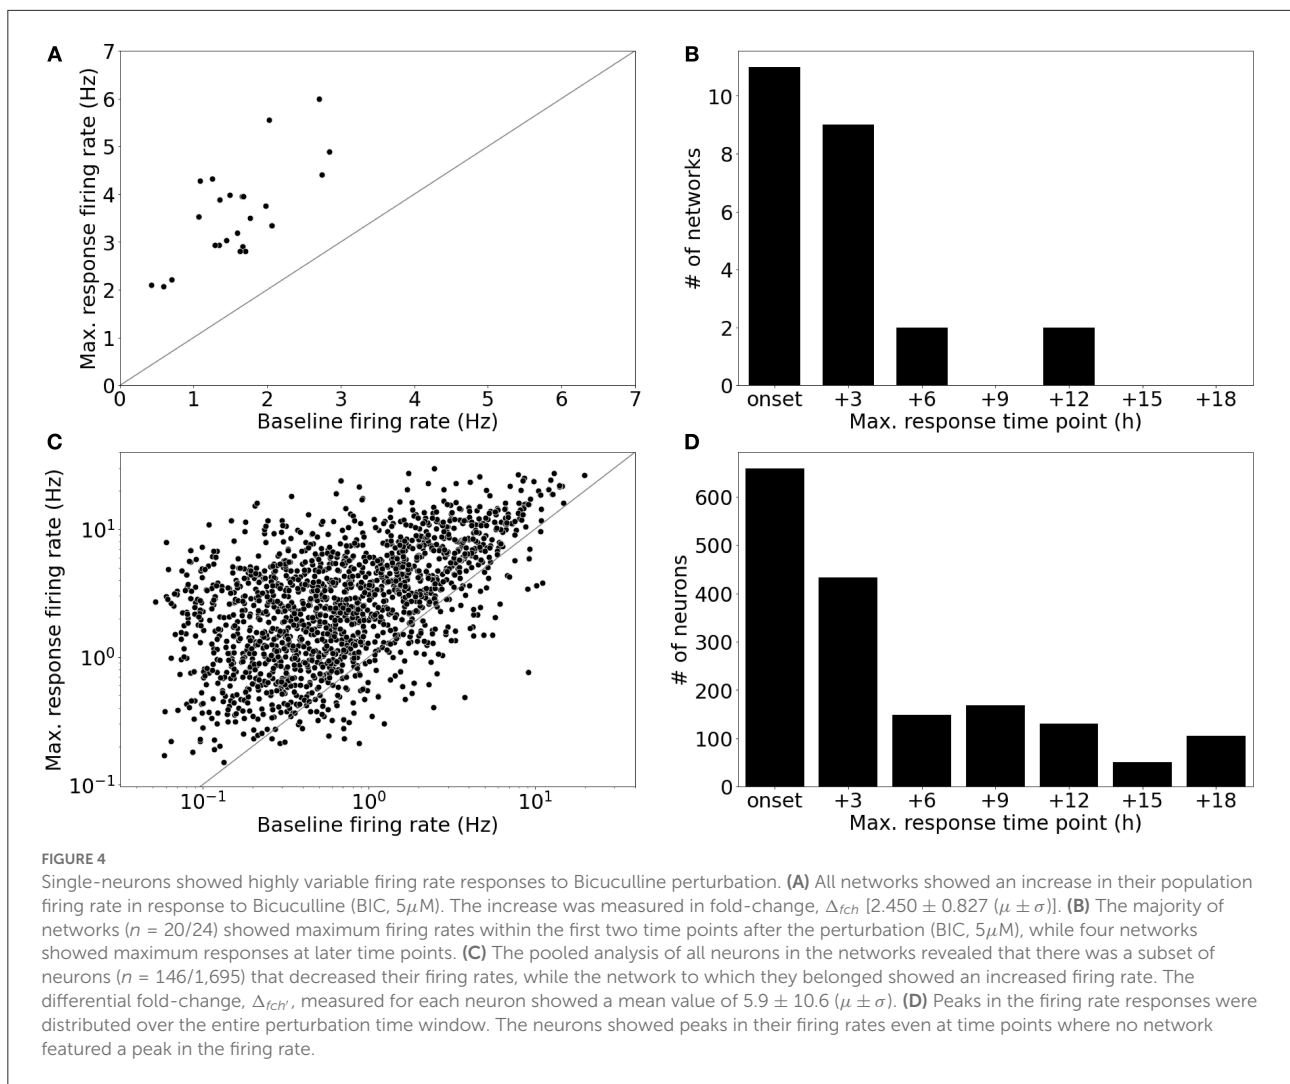 A
7
6
5
4
3
2
1
0
Max. response firing rate (Hz)
0 1 2 3 4 5 6 7
Baseline firing rate (Hz)
B
10
8
6
4
2
0
# of networks
onset +3 +6 +9 +12 +15 +18
Max. response time point (h)
C
10¹
10⁰
10⁻¹
Max. response firing rate (Hz)
10⁻¹ 10⁰ 10¹
Baseline firing rate (Hz)
D
600
500
400
300
200
100
0
# of neurons
onset +3 +6 +9 +12 +15 +18
Max. response time point (h)
FIGURE 4
Single-neurons showed highly variable firing rate responses to Bicuculline perturbation. (A) All networks showed an increase in their population
firing rate in response to Bicuculline (BIC, 5μM). The increase was measured in fold-change, Δfch [2.450 ± 0.827 (μ ± σ)]. (B) The majority of
networks (n = 20/24) showed maximum firing rates within the first two time points after the perturbation (BIC, 5μM), while four networks
showed maximum responses at later time points. (C) The pooled analysis of all neurons in the networks revealed that there was a subset of
neurons (n = 146/1,695) that decreased their firing rates, while the network to which they belonged showed an increased firing rate. The
differential fold-change, Δfch′, measured for each neuron showed a mean value of 5.9 ± 10.6 (μ ± σ). (D) Peaks in the firing rate responses were
distributed over the entire perturbation time window. The neurons showed peaks in their firing rates even at time points where no network
featured a peak in the firing rate.